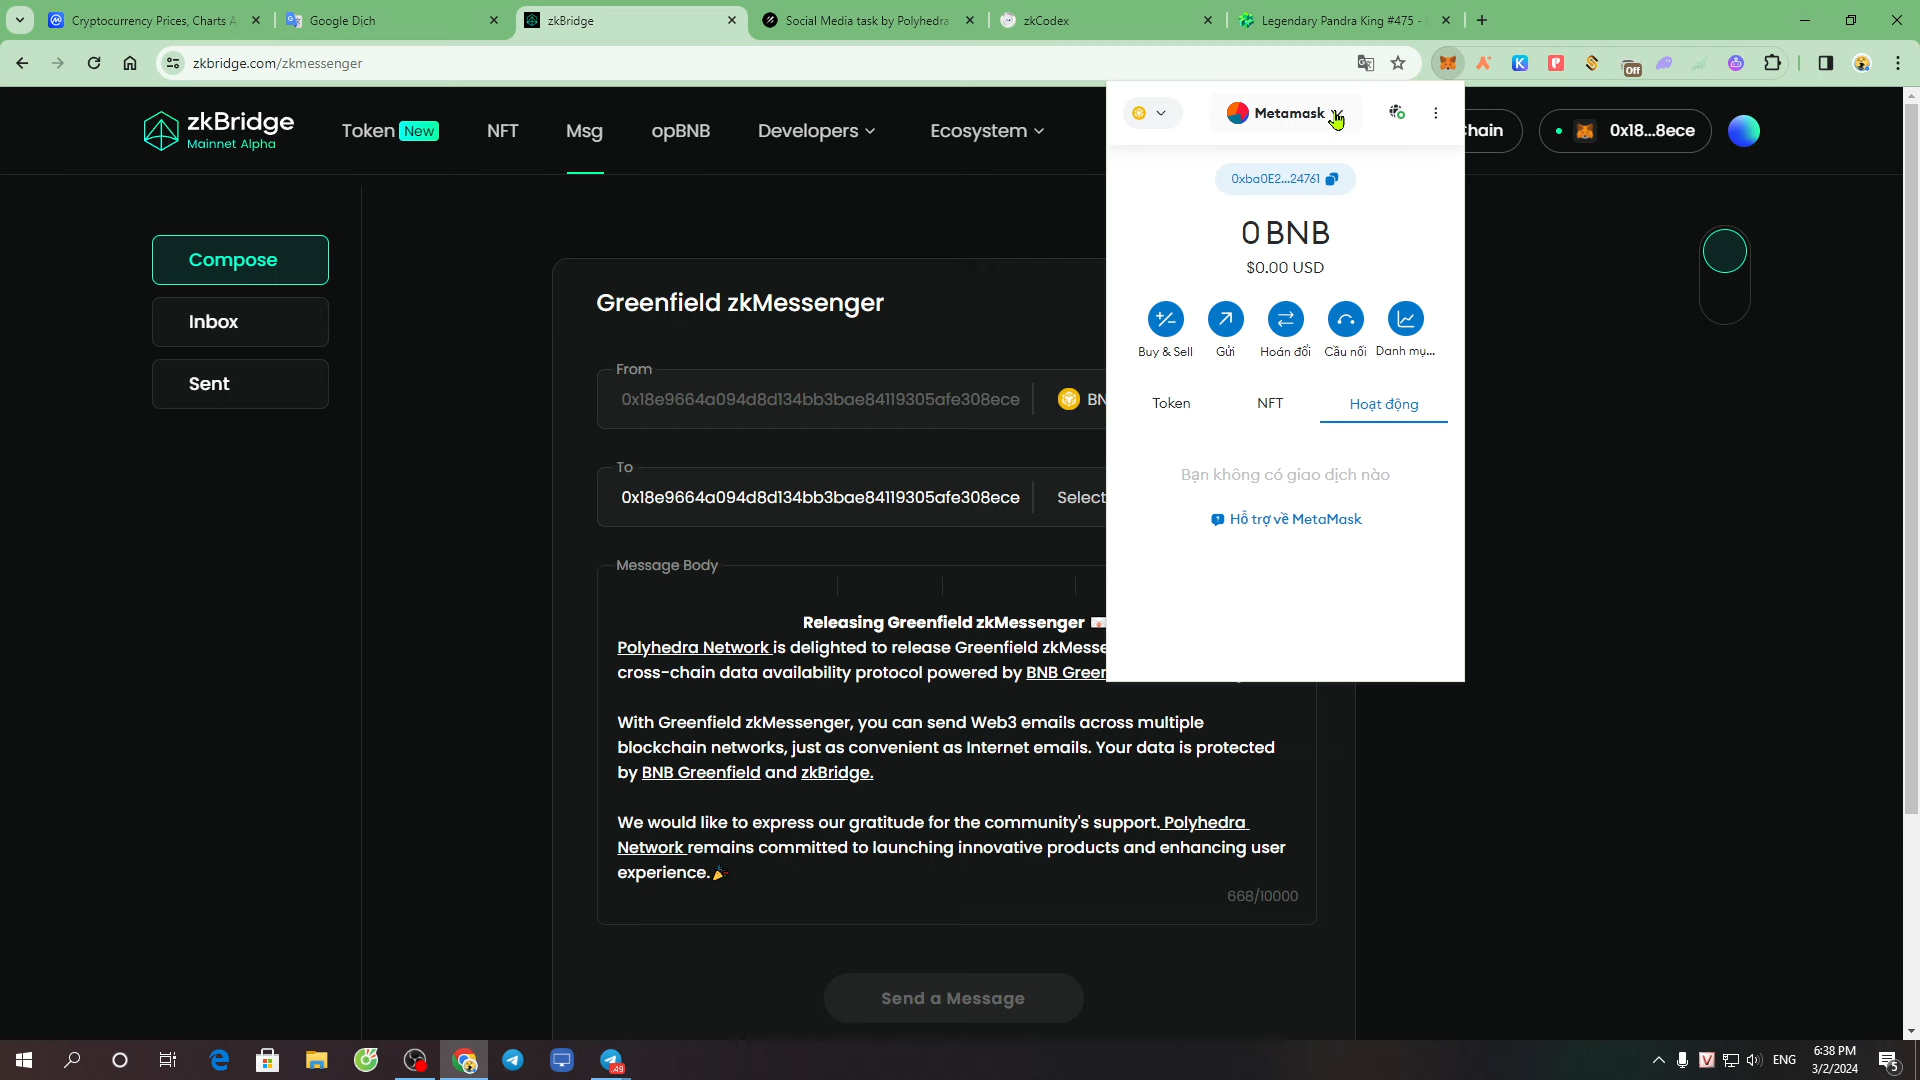 Cryptocurrency Prices, Charts A
Google Dịch
zkBridge
Social Media task by Polyhedra
zkCodex
Legendary Pandra King #475 -
zkbridge.com/zkmessenger
Off
zkBridge
Mainnet Alpha
Token New
NFT
Msg
opBNB
Developers
Ecosystem
Chain
0x18...8ece
Compose
Inbox
Sent
Greenfield zkMessenger
From
0x18e9664a094d8d134bb3bae84119305afe308ece
BN
To
0x18e9664a094d8d134bb3bae84119305afe308ece
Select
Message Body
Releasing Greenfield zkMessenger
Polyhedra Network is delighted to release Greenfield zkMesse
cross-chain data availability protocol powered by BNB Green
With Greenfield zkMessenger, you can send Web3 emails across multiple
blockchain networks, just as convenient as Internet emails. Your data is protected
by BNB Greenfield and zkBridge.
We would like to express our gratitude for the community's support. Polyhedra
Network remains committed to launching innovative products and enhancing user
experience.🎉
668/10000
Send a Message
Metamask
0xba0E2...24761
0 BNB
$0.00 USD
Buy & Sell
Gửi
Hoán đổi
Cầu nối
Danh mụ...
Token
NFT
Hoạt động
Bạn không có giao dịch nào
Hỗ trợ về MetaMask
49
ENG
6:38 PM
3/2/2024
5